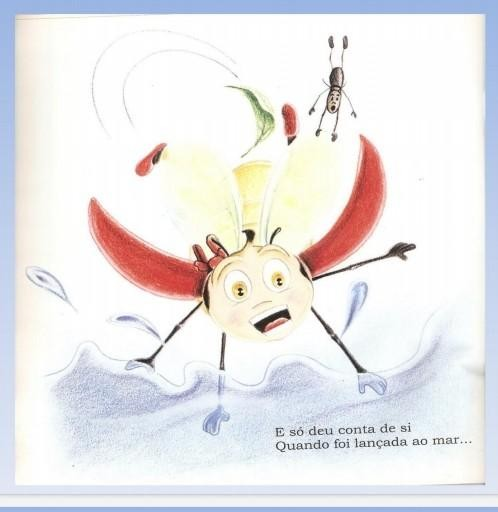 E só deu conta de si
Quando foi lançada ao mar...